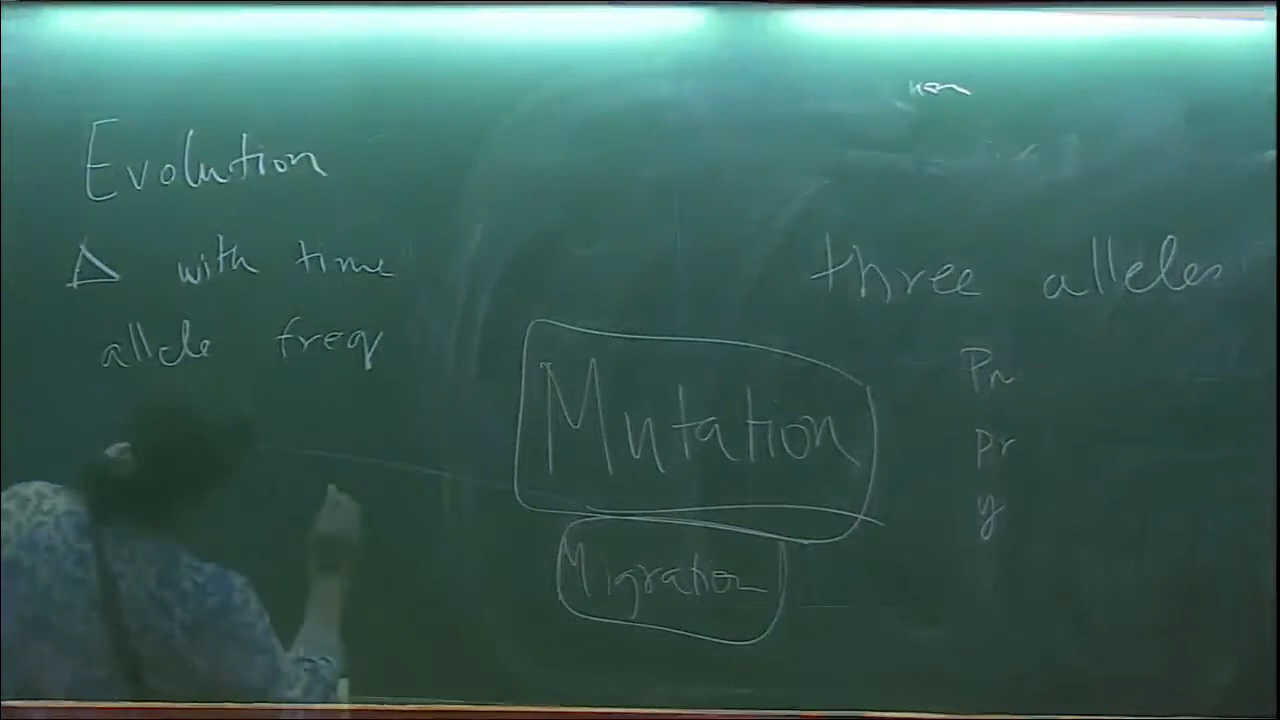 Evolution
Δ with time
allele freq
Mutation
Migration
three alleles
Pr
pr
y